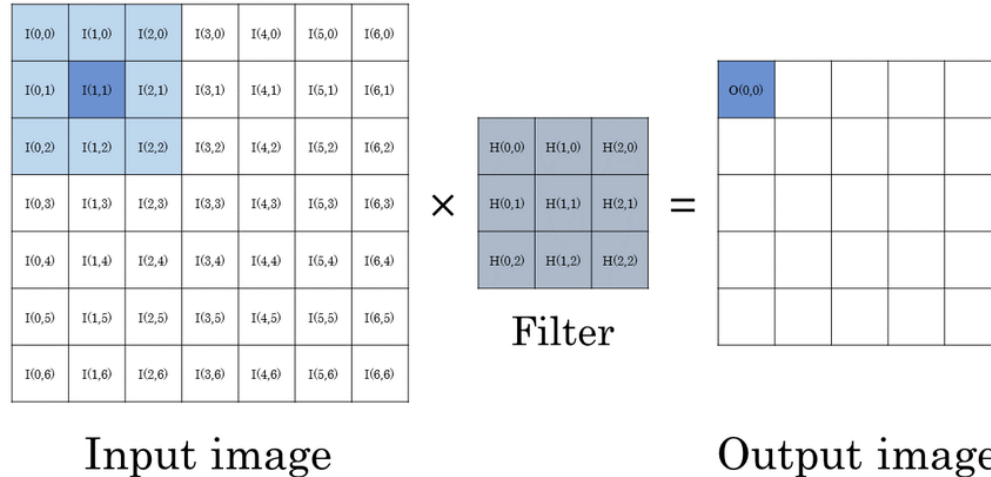 I(0,0) I(1,0) I(2,0) I(3,0) I(4,0) I(5,0) I(6,0)
I(0,1) I(1,1) I(2,1) I(3,1) I(4,1) I(5,1) I(6,1)
I(0,2) I(1,2) I(2,2) I(3,2) I(4,2) I(5,2) I(6,2)
I(0,3) I(1,3) I(2,3) I(3,3) I(4,3) I(5,3) I(6,3)
I(0,4) I(1,4) I(2,4) I(3,4) I(4,4) I(5,4) I(6,4)
I(0,5) I(1,5) I(2,5) I(3,5) I(4,5) I(5,5) I(6,5)
I(0,6) I(1,6) I(2,6) I(3,6) I(4,6) I(5,6) I(6,6)
Input image
×
H(0,0) H(1,0) H(2,0)
H(0,1) H(1,1) H(2,1)
H(0,2) H(1,2) H(2,2)
Filter
=
O(0,0)
Output image